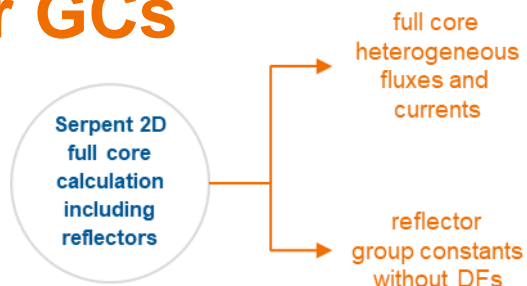 r GCs
full core
heterogeneous
fluxes and
currents
Serpent 2D
full core
calculation
including
reflectors
reflector
group constants
without DFs